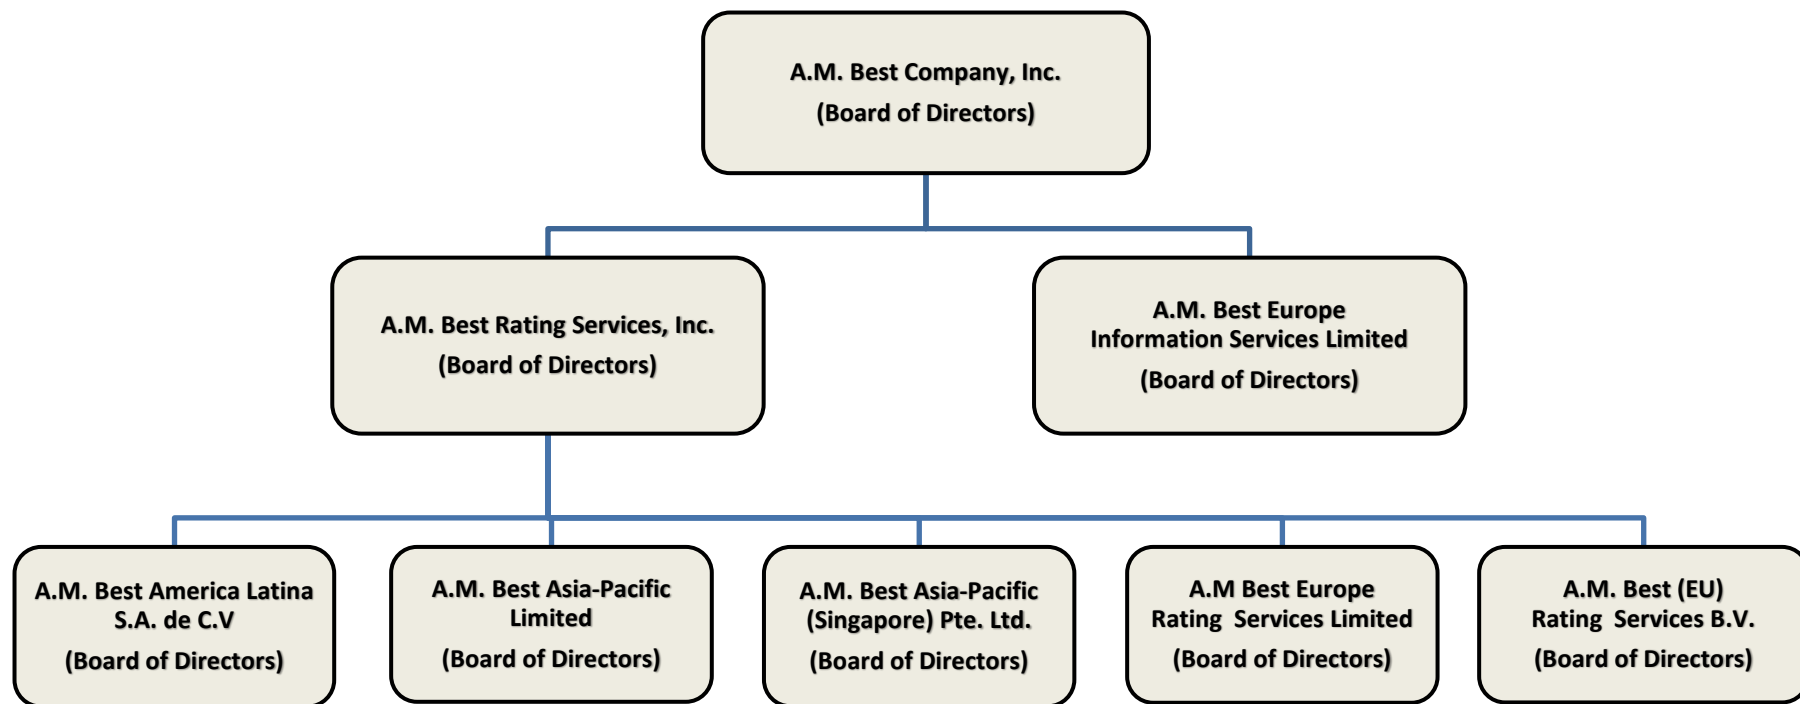 A.M. Best Company, Inc.
(Board of Directors)
A.M. Best Rating Services, Inc.
(Board of Directors)
A.M. Best Europe
Information Services Limited
(Board of Directors)
A.M. Best America Latina
S.A. de C.V
(Board of Directors)
A.M. Best Asia-Pacific
Limited
(Board of Directors)
A.M. Best Asia-Pacific
(Singapore) Pte. Ltd.
(Board of Directors)
A.M Best Europe
Rating  Services Limited
(Board of Directors)
A.M. Best (EU)
Rating  Services B.V.
(Board of Directors)